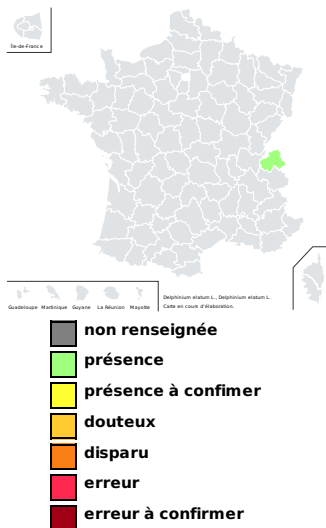 Île-de-France
Guadeloupe Martinique Guyane La Réunion Mayotte
Delphinium elatum L., Delphinium elatum L.
Carte en cours d'élaboration.
non renseignée
présence
présence à confimer
douteux
disparu
erreur
erreur à confirmer